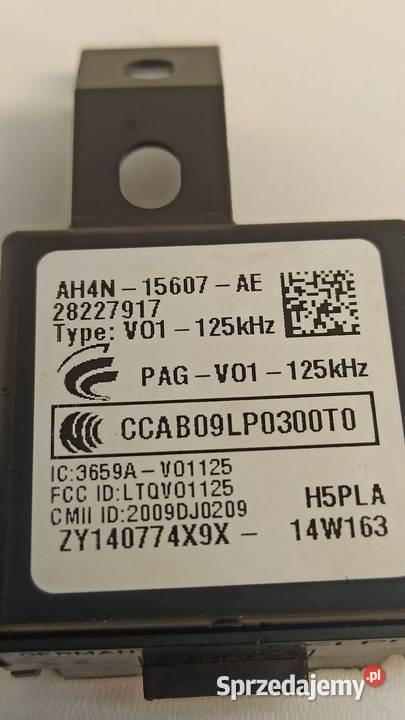 AH4N-15607-AE
28227917
Type: V01-125kHz
PAG-V01-125kHz
CCAB09LP0300T0
IC:3659A-V01125
FCC ID:LTQV01125
CMII ID:2009DJ0209
H5PLA
ZY140774X9X- 14W163
Sprzedajemy.pl